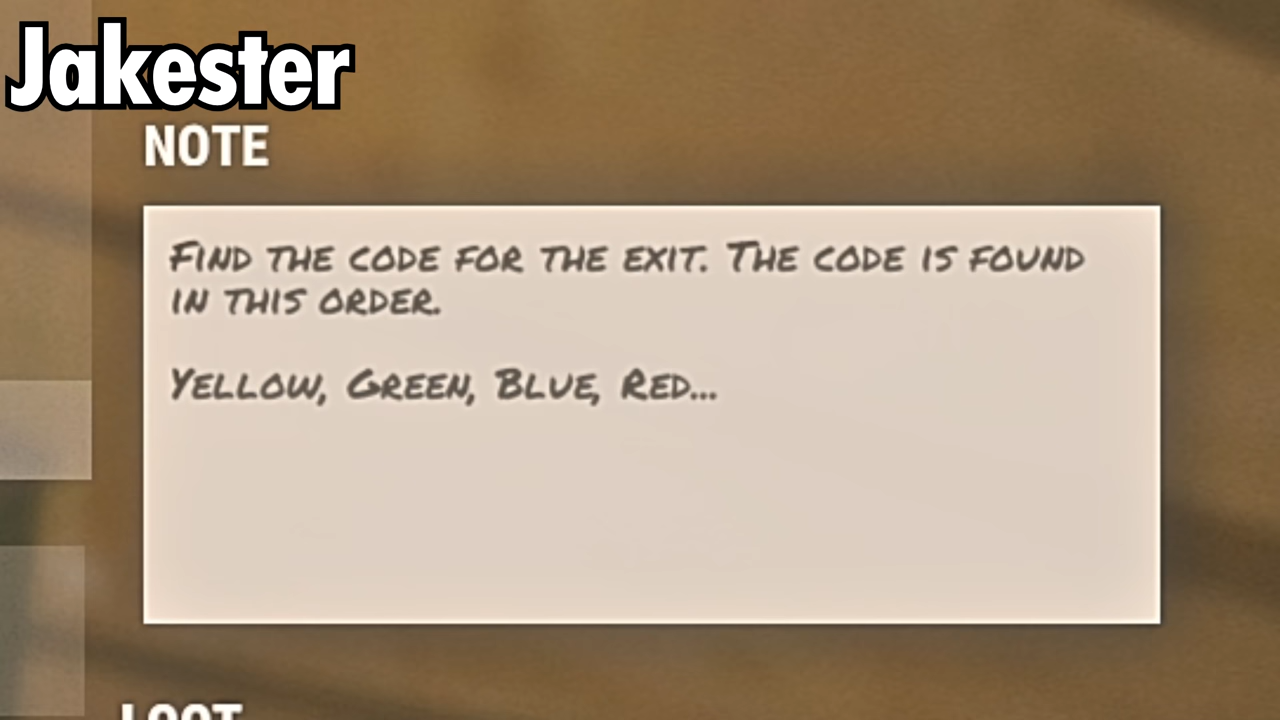 Jakester
NOTE
FIND THE CODE FOR THE EXIT. THE CODE IS FOUND
IN THIS ORDER.
YELLOW, GREEN, BLUE, RED...
LOOT